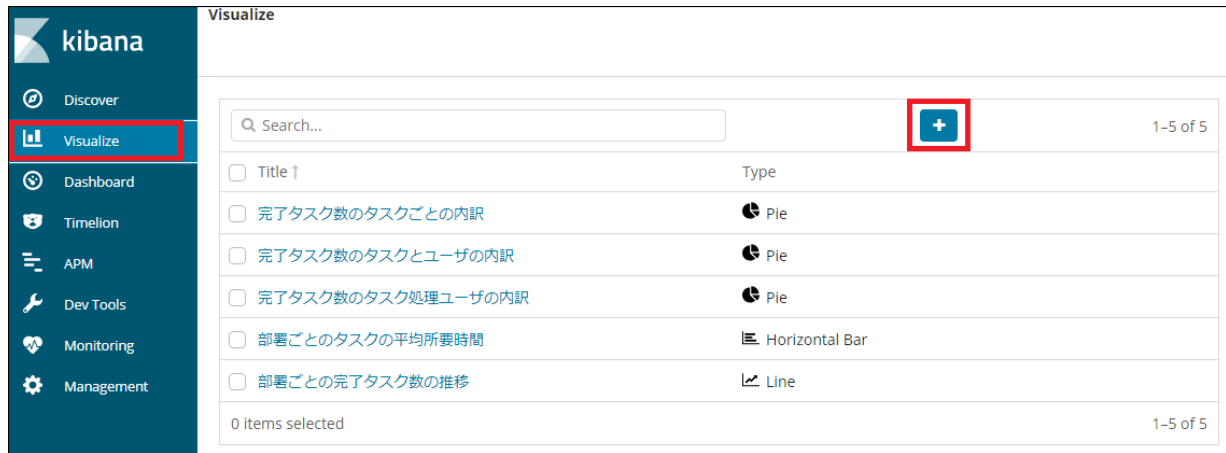 kibana
Discover
Visualize
Dashboard
Timelion
APM
Dev Tools
Monitoring
Management
Visualize
Search... + 1–5 of 5
Title Type
完了タスク数のタスクごとの内訳 Pie
完了タスク数のタスクとユーザの内訳 Pie
完了タスク数のタスク処理ユーザの内訳 Pie
部署ごとのタスクの平均所要時間 Horizontal Bar
部署ごとの完了タスク数の推移 Line
0 items selected 1–5 of 5